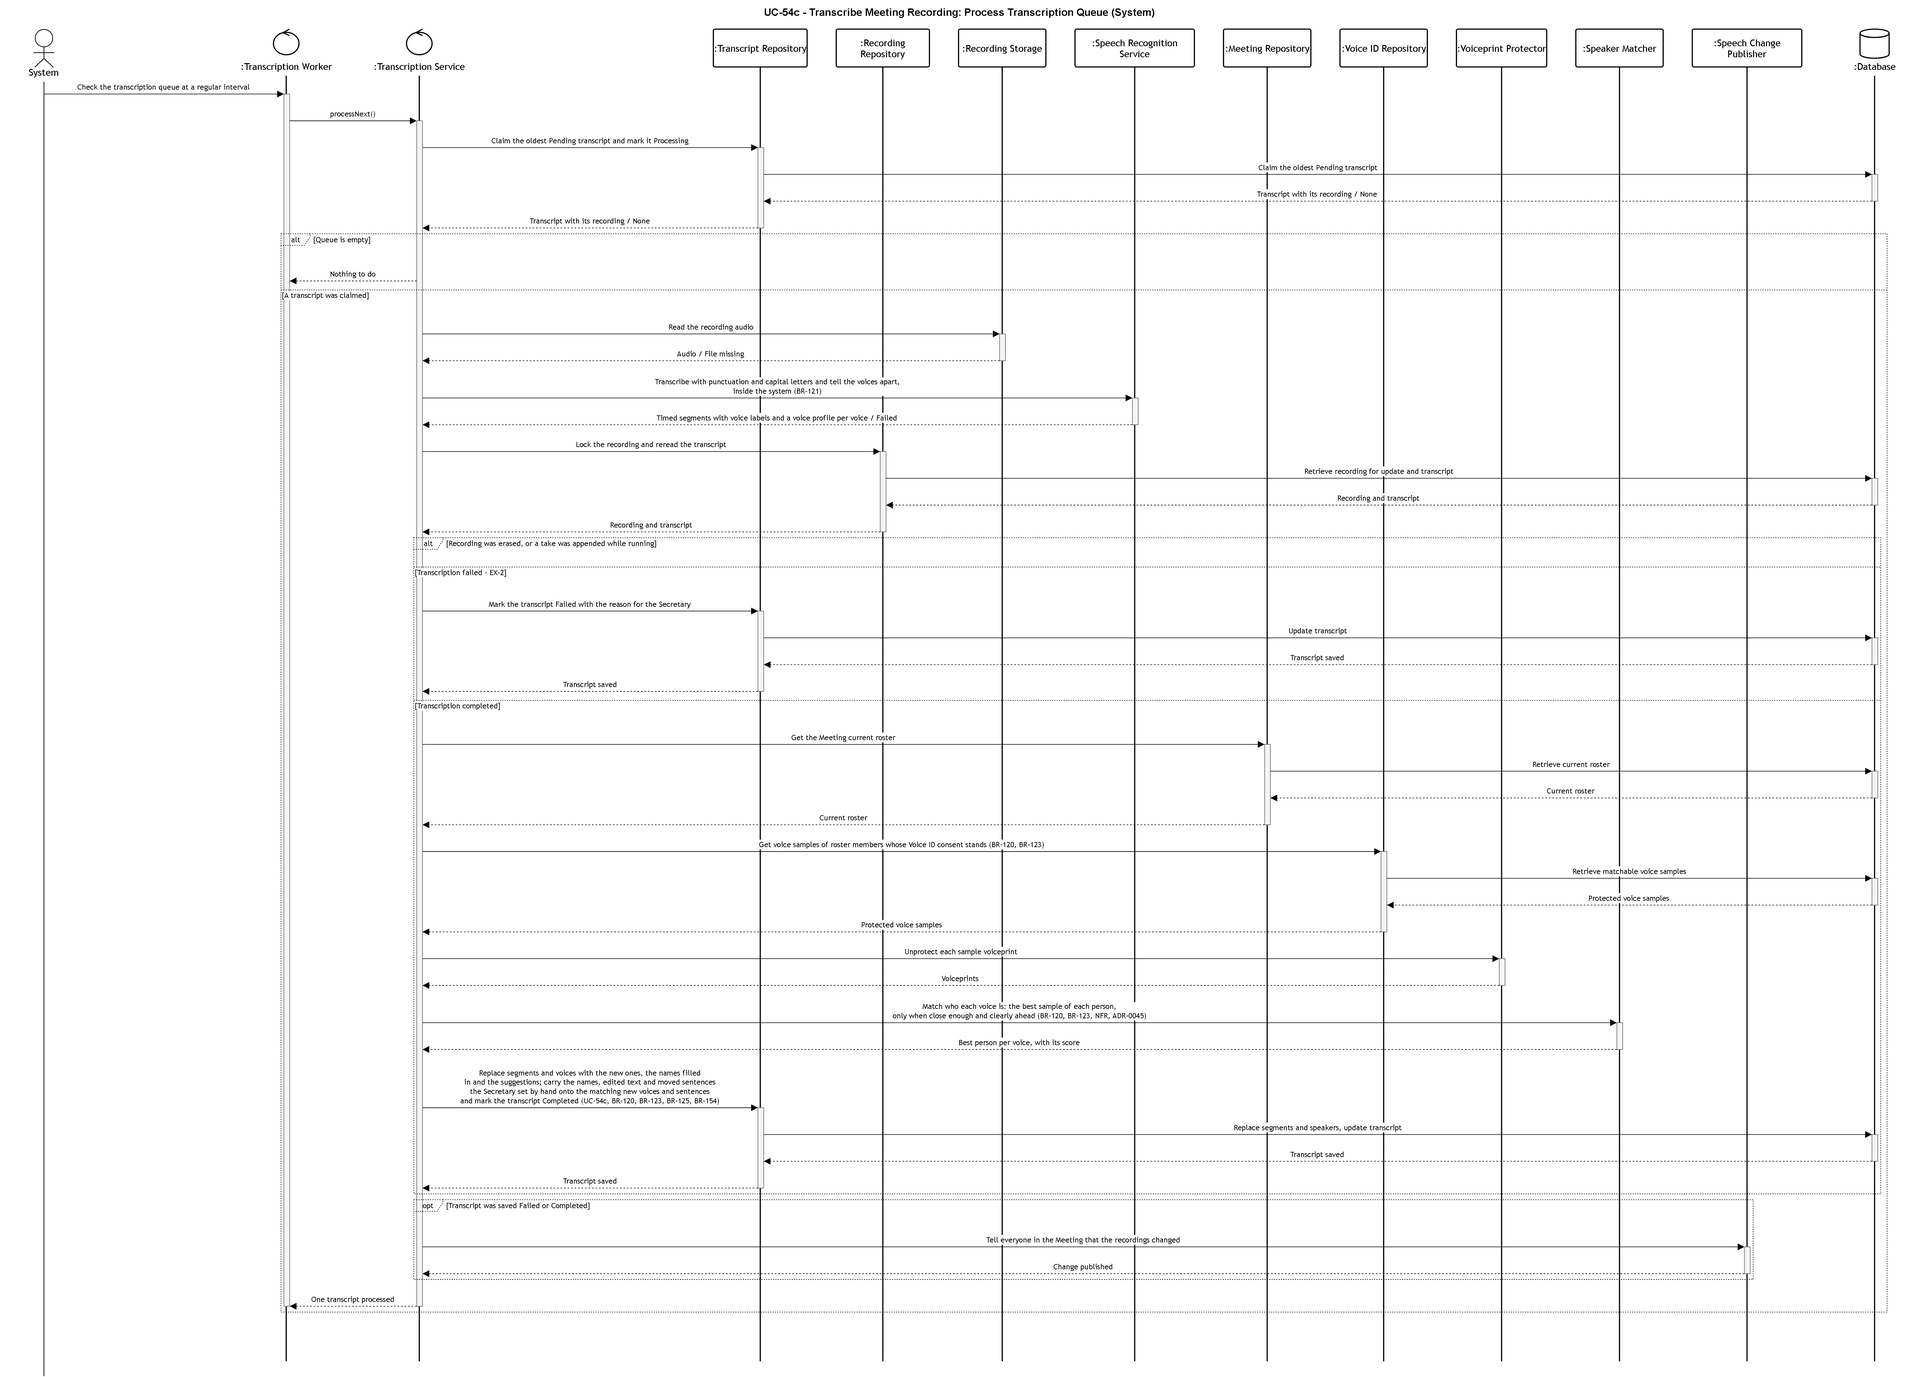 UC-54c - Transcribe Meeting Recording: Process Transcription Queue (System)
System
:Transcription Worker
:Transcription Service
:Transcript Repository
:Recording
Repository
:Recording Storage
:Speech Recognition
Service
:Meeting Repository
:Voice ID Repository
:Voiceprint Protector
:Speaker Matcher
:Speech Change
Publisher
:Database
Check the transcription queue at a regular interval
processNext()
Claim the oldest Pending transcript and mark it Processing
Claim the oldest Pending transcript
Transcript with its recording / None
Transcript with its recording / None
alt [Queue is empty]
Nothing to do
[A transcript was claimed]
Read the recording audio
Audio / File missing
Transcribe with punctuation and capital letters and tell the voices apart,
inside the system (BR-121)
Timed segments with voice labels and a voice profile per voice / Failed
Lock the recording and reread the transcript
Retrieve recording for update and transcript
Recording and transcript
Recording and transcript
alt [Recording was erased, or a take was appended while running]
[Transcription failed - EX-2]
Mark the transcript Failed with the reason for the Secretary
Update transcript
Transcript saved
Transcript saved
[Transcription completed]
Get the Meeting current roster
Retrieve current roster
Current roster
Current roster
Get voice samples of roster members whose Voice ID consent stands (BR-120, BR-123)
Retrieve matchable voice samples
Protected voice samples
Protected voice samples
Unprotect each sample voiceprint
Voiceprints
Match who each voice is: the best sample of each person,
only when close enough and clearly ahead (BR-120, BR-123, NFR, ADR-0045)
Best person per voice, with its score
Replace segments and voices with the new ones, the names filled
in and the suggestions; carry the names, edited text and moved sentences
the Secretary set by hand onto the matching new voices and sentences
and mark the transcript Completed (UC-54c, BR-120, BR-123, BR-125, BR-154)
Replace segments and speakers, update transcript
Transcript saved
Transcript saved
opt [Transcript was saved Failed or Completed]
Tell everyone in the Meeting that the recordings changed
Change published
One transcript processed